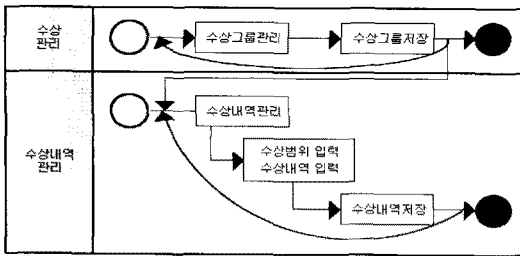 수상
관리
수상그룹관리
수상그룹저장
수상내역
관리
수상내역관리
수상범위 입력
수상내역 입력
수상내역저장